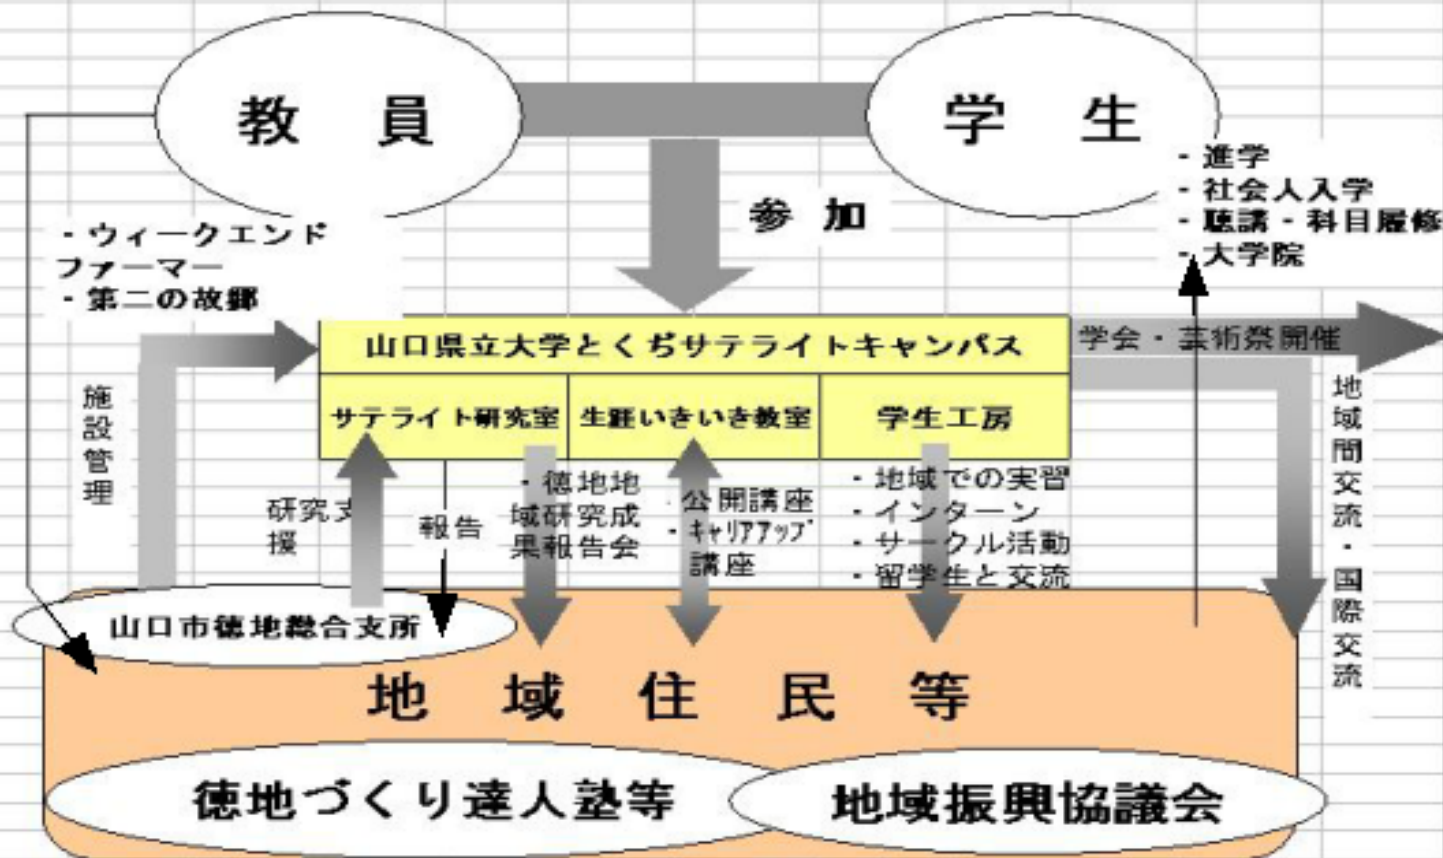 教 員
学 生
・進学
・社会人入学
・聴講・科目履修
・大学院
参 加
・ウィークエンド
ファーマー
・第二の故郷
山口県立大学とくぢサテライトキャンパス
学会・芸術祭開催
サテライト研究室
生涯いきいき教室
学生工房
施設管理
地域間交流・国際交流
研究支
援
報告
・徳地地
域研究成
果報告会
・公開講座
・ｷｬﾘｱｱｯﾌﾟ
講座
・地域での実習
・インターン
・サークル活動
・留学生と交流
山口市徳地総合支所
地 域 住 民 等
徳地づくり達人塾等
地域振興協議会